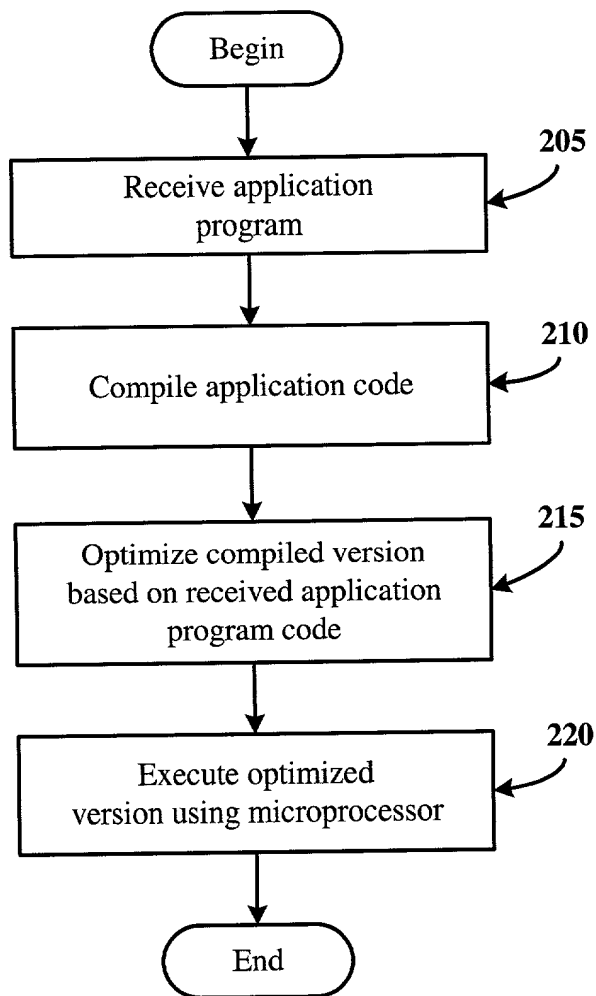 Begin
205
Receive application
program
210
Compile application code
215
Optimize compiled version
based on received application
program code
220
Execute optimized
version using microprocessor
End